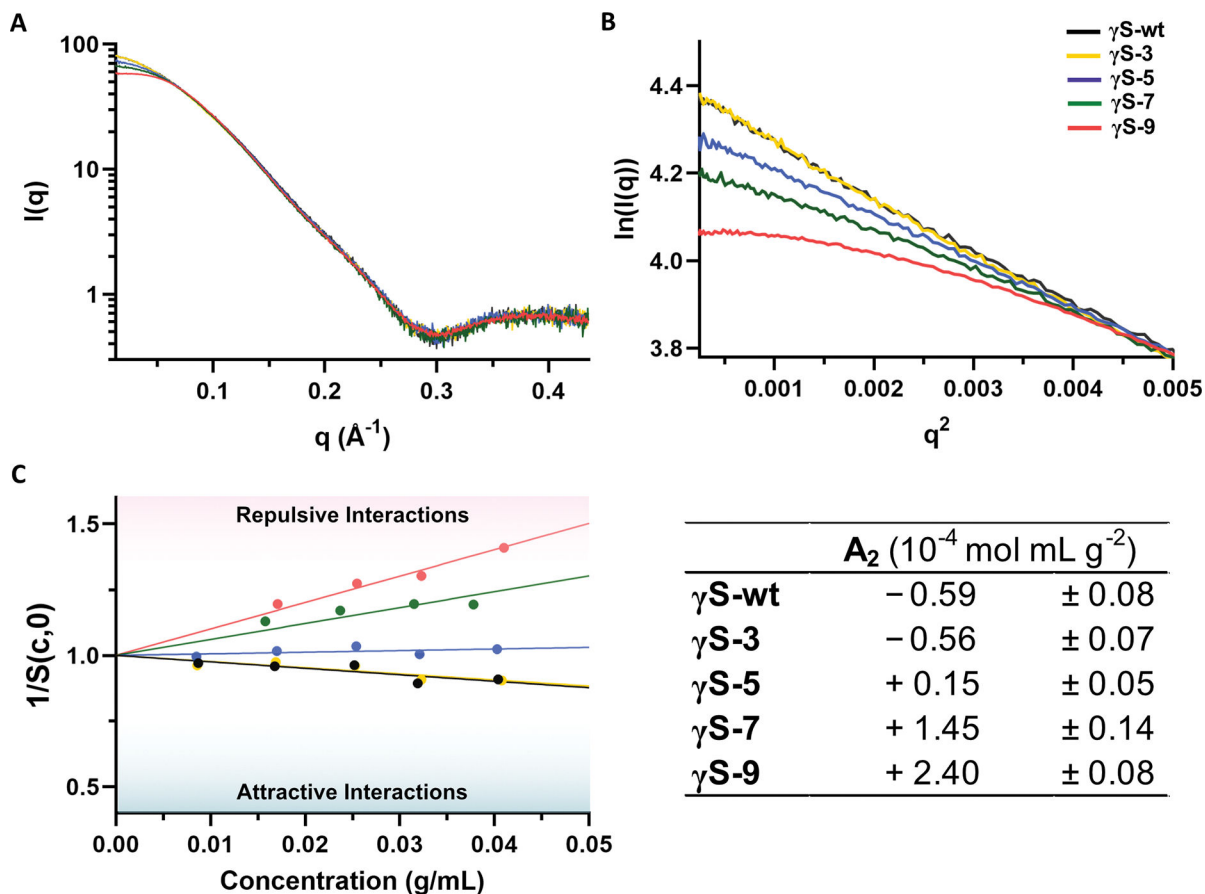 A
100
10
1
I(q)
0.1 0.2 0.3 0.4
q (Å⁻¹)
B
γS-wt
γS-3
γS-5
γS-7
γS-9
4.4
4.2
4.0
3.8
ln(I(q))
0.001 0.002 0.003 0.004 0.005
q²
C
Repulsive Interactions
1.5
1.0
0.5
1/S(c,0)
Attractive Interactions
0.00 0.01 0.02 0.03 0.04 0.05
Concentration (g/mL)
A₂ (10⁻⁴ mol mL g⁻²)
γS-wt − 0.59 ± 0.08
γS-3 − 0.56 ± 0.07
γS-5 + 0.15 ± 0.05
γS-7 + 1.45 ± 0.14
γS-9 + 2.40 ± 0.08